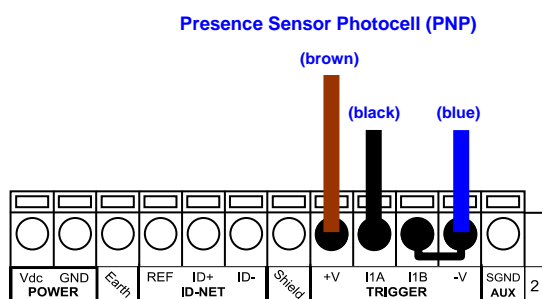 Presence Sensor Photocell (PNP)
(brown)
(black) (blue)
Vdc GND Earth REF ID+ ID- Shield +V I1A I1B -V SGND
POWER ID-NET TRIGGER AUX 2